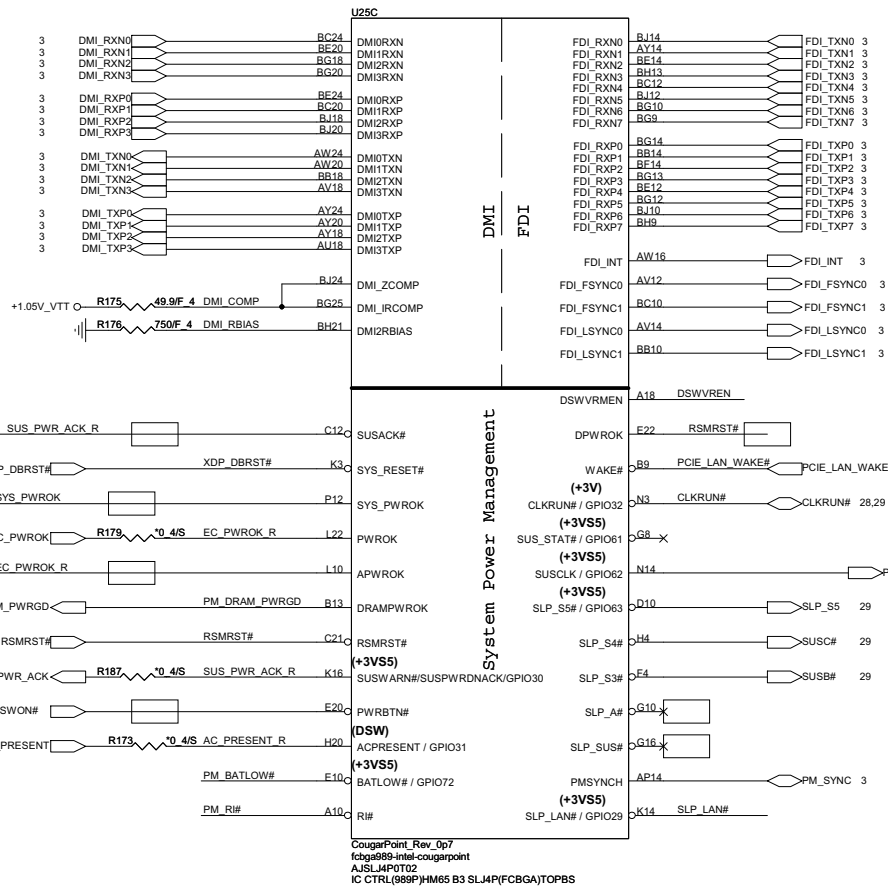 U25C
3 DMI_RXN0 BC24 DMI0RXN
3 DMI_RXN1 BE20 DMI1RXN
3 DMI_RXN2 BG18 DMI2RXN
3 DMI_RXN3 BG20 DMI3RXN
3 DMI_RXP0 BE24 DMI0RXP
3 DMI_RXP1 BC20 DMI1RXP
3 DMI_RXP2 BJ18 DMI2RXP
3 DMI_RXP3 BJ20 DMI3RXP
3 DMI_TXN0 AW24 DMI0TXN
3 DMI_TXN1 AW20 DMI1TXN
3 DMI_TXN2 BB18 DMI2TXN
3 DMI_TXN3 AV18 DMI3TXN
3 DMI_TXP0 AY24 DMI0TXP
3 DMI_TXP1 AY20 DMI1TXP
3 DMI_TXP2 AY18 DMI2TXP
3 DMI_TXP3 AU18 DMI3TXP
BJ24 DMI_ZCOMP
+1.05V_VTT R175 49.9/F_4 DMI_COMP BG25 DMI_IRCOMP
R176 750/F_4 DMI_RBIAS BH21 DMI2RBIAS
DMI
FDI
FDI_RXN0 BJ14 FDI_TXN0 3
FDI_RXN1 AY14 FDI_TXN1 3
FDI_RXN2 BE14 FDI_TXN2 3
FDI_RXN3 BH13 FDI_TXN3 3
FDI_RXN4 BC12 FDI_TXN4 3
FDI_RXN5 BJ12 FDI_TXN5 3
FDI_RXN6 BG10 FDI_TXN6 3
FDI_RXN7 BG9 FDI_TXN7 3
FDI_RXP0 BG14 FDI_TXP0 3
FDI_RXP1 BB14 FDI_TXP1 3
FDI_RXP2 BF14 FDI_TXP2 3
FDI_RXP3 BG13 FDI_TXP3 3
FDI_RXP4 BE12 FDI_TXP4 3
FDI_RXP5 BG12 FDI_TXP5 3
FDI_RXP6 BJ10 FDI_TXP6 3
FDI_RXP7 BH9 FDI_TXP7 3
FDI_INT AW16 FDI_INT 3
FDI_FSYNC0 AV12 FDI_FSYNC0 3
FDI_FSYNC1 BC10 FDI_FSYNC1 3
FDI_LSYNC0 AV14 FDI_LSYNC0 3
FDI_LSYNC1 BB10 FDI_LSYNC1 3
SUS_PWR_ACK_R C12 SUSACK#
P_DBRST# XDP_DBRST# K3 SYS_RESET#
SYS_PWROK P12 SYS_PWROK
C_PWROK R179 *0_4/S EC_PWROK_R L22 PWROK
EC_PWROK_R L10 APWROK
M_PWRGD PM_DRAM_PWRGD B13 DRAMPWROK
RSMRST# RSMRST# C21 RSMRST#
(+3VS5)
PWR_ACK R187 *0_4/S SUS_PWR_ACK_R K16 SUSWARN#/SUSPWRDNACK/GPIO30
SWON# E20 PWRBTN#
(DSW)
PRESENT R173 *0_4/S AC_PRESENT_R H20 ACPRESENT / GPIO31
(+3VS5)
PM_BATLOW# E10 BATLOW# / GPIO72
PM_RI# A10 RI#
System Power Management
DSWVRMEN A18 DSWVREN
DPWROK E22 RSMRST#
WAKE# B9 PCIE_LAN_WAKE# PCIE_LAN_WAKE
(+3V)
CLKRUN# / GPIO32 N3 CLKRUN# CLKRUN# 28,29
(+3VS5)
SUS_STAT# / GPIO61 G8
(+3VS5)
SUSCLK / GPIO62 N14 P
(+3VS5)
SLP_S5# / GPIO63 D10 SLP_S5 29
SLP_S4# H4 SUSC# 29
SLP_S3# F4 SUSB# 29
SLP_A# G10
SLP_SUS# G16
PMSYNCH AP14 PM_SYNC 3
(+3VS5)
SLP_LAN# / GPIO29 K14 SLP_LAN#
CougarPoint_Rev_0p7
fcbga989-intel-cougarpoint
AJSLJ4P0T02
IC CTRL(989P)HM65 B3 SLJ4P(FCBGA)TOPBS